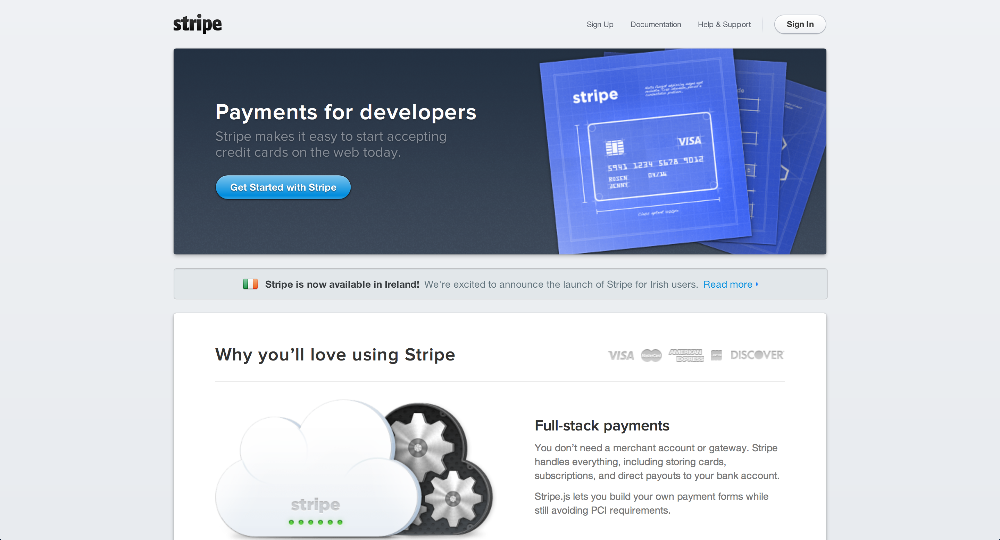 stripe
Sign Up
Documentation
Help & Support
Sign In
Payments for developers
Stripe makes it easy to start accepting
credit cards on the web today.
Get Started with Stripe
stripe
VISA
5941 1234 5678 9012
04/16
ROSEN
JENNY
de
Stripe is now available in Ireland! We're excited to announce the launch of Stripe for Irish users. Read more
Why you’ll love using Stripe
VISA
MasterCard
AMERICAN
EXPRESS
JCB
DISCOVER
Full-stack payments
You don’t need a merchant account or gateway. Stripe
handles everything, including storing cards,
subscriptions, and direct payouts to your bank account.
Stripe.js lets you build your own payment forms while
still avoiding PCI requirements.
stripe